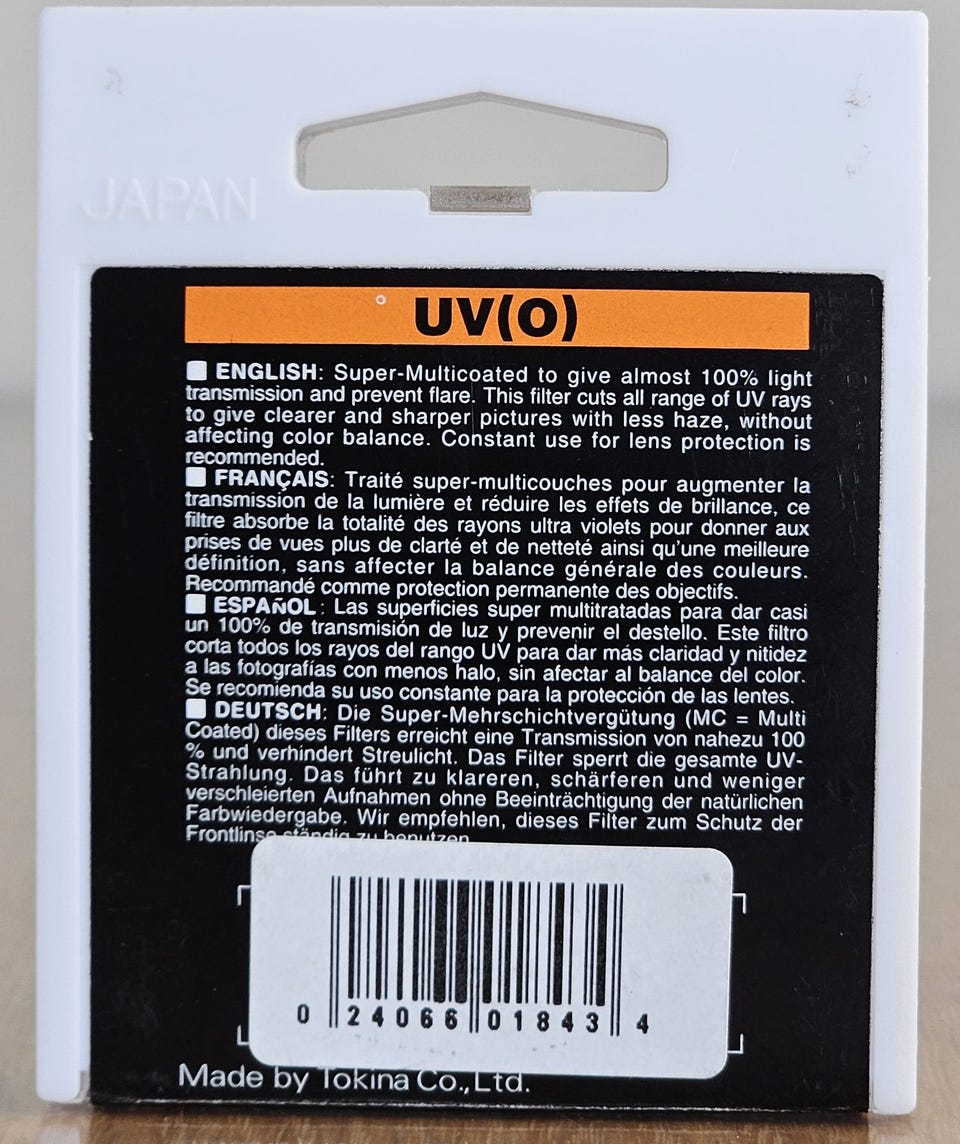 JAPAN
UV(O)
ENGLISH: Super-Multicoated to give almost 100% light
transmission and prevent flare. This filter cuts all range of UV rays
to give clearer and sharper pictures with less haze, without
affecting color balance. Constant use for lens protection is
recommended.
FRANÇAIS: Traité super-multicouches pour augmenter la
transmission de la lumière et réduire les effets de brillance, ce
filtre absorbe la totalité des rayons ultra violets pour donner aux
prises de vues plus de clarté et de netteté ainsi qu'une meilleure
définition, sans affecter la balance générale des couleurs.
Recommandé comme protection permanente des objectifs.
ESPAñOL: Las superficies super multitratadas para dar casi
un 100% de transmisión de luz y prevenir el destello. Este filtro
corta todos los rayos del rango UV para dar más claridad y nitidez
a las fotografías con menos halo, sin afectar al balance del color.
Se recomienda su uso constante para la protección de las lentes.
DEUTSCH: Die Super-Mehrschichtvergütung (MC = Multi
Coated) dieses Filters erreicht eine Transmission von nahezu 100
% und verhindert Streulicht. Das Filter sperrt die gesamte UV-
Strahlung. Das führt zu klareren, schärferen und weniger
verschleierten Aufnahmen ohne Beeinträchtigung der natürlichen
Farbwiedergabe. Wir empfehlen, dieses Filter zum Schutz der
Frontlinse ständig zu benutzen.
0 24066 01843 4
Made by Tokina Co.,Ltd.